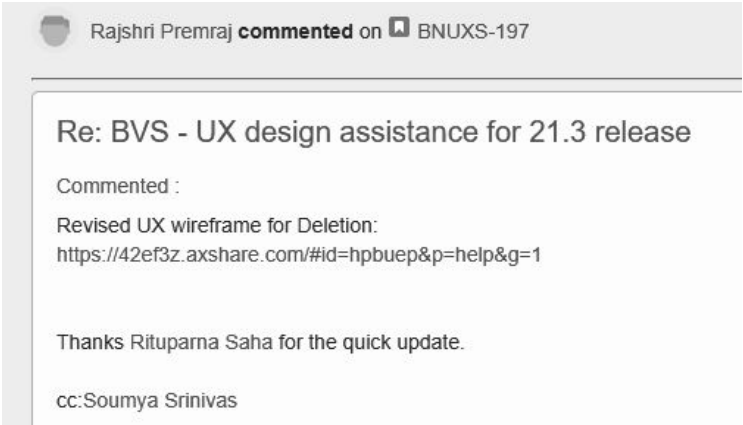 Rajshri Premraj commented on BNUXS-197
Re: BVS - UX design assistance for 21.3 release
Commented :
Revised UX wireframe for Deletion:
https://42ef3z.axshare.com/#id=hpbuep&p=help&g=1
Thanks Rituparna Saha for the quick update.
cc:Soumya Srinivas